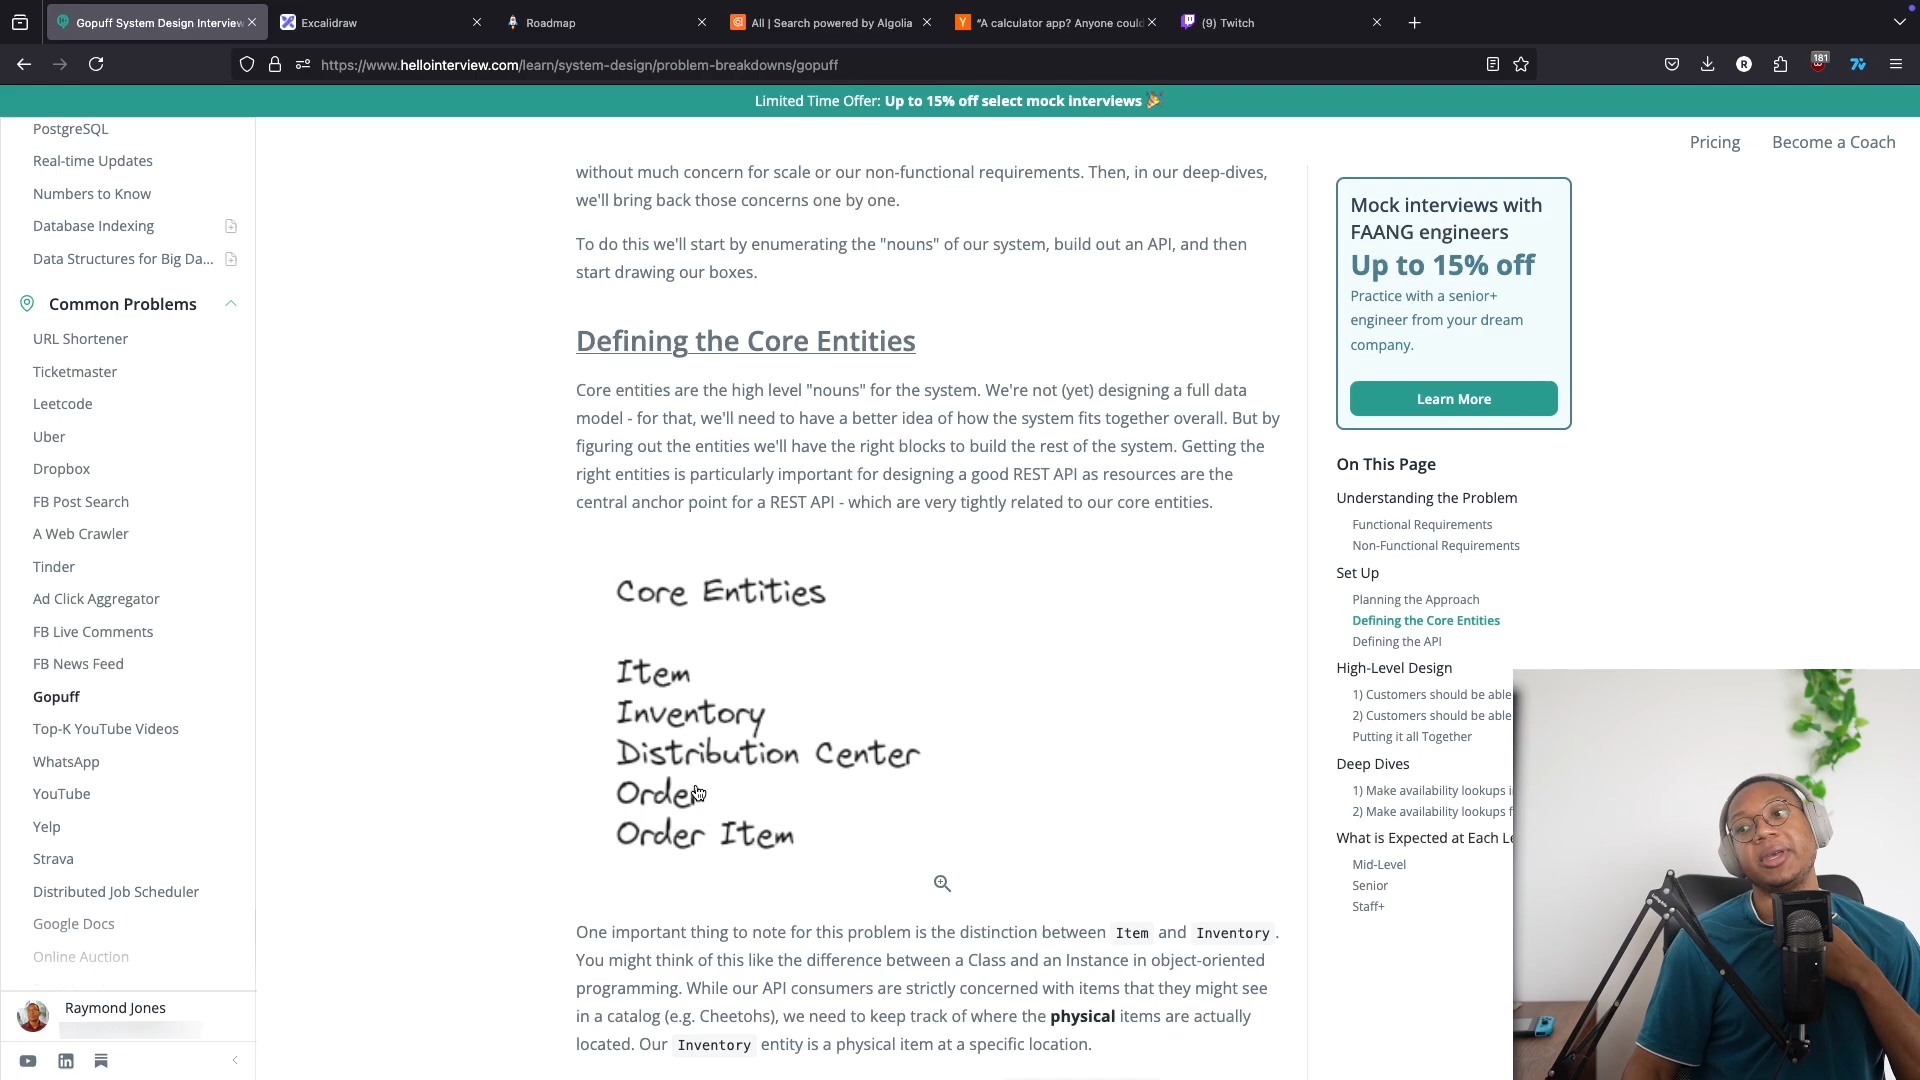 Gopuff System Design Interview
Excalidraw
Roadmap
All | Search powered by Algolia
"A calculator app? Anyone coul
(9) Twitch
https://www.hellointerview.com/learn/system-design/problem-breakdowns/gopuff
R
181
Limited Time Offer: Up to 15% off select mock interviews
Pricing
Become a Coach
PostgreSQL
Real-time Updates
Numbers to Know
Database Indexing
Data Structures for Big Da...
Common Problems
URL Shortener
Ticketmaster
Leetcode
Uber
Dropbox
FB Post Search
A Web Crawler
Tinder
Ad Click Aggregator
FB Live Comments
FB News Feed
Gopuff
Top-K YouTube Videos
WhatsApp
YouTube
Yelp
Strava
Distributed Job Scheduler
Google Docs
Online Auction
Raymond Jones
without much concern for scale or our non-functional requirements. Then, in our deep-dives,
we'll bring back those concerns one by one.
To do this we'll start by enumerating the "nouns" of our system, build out an API, and then
start drawing our boxes.
Defining the Core Entities
Core entities are the high level "nouns" for the system. We're not (yet) designing a full data
model - for that, we'll need to have a better idea of how the system fits together overall. But by
figuring out the entities we'll have the right blocks to build the rest of the system. Getting the
right entities is particularly important for designing a good REST API as resources are the
central anchor point for a REST API - which are very tightly related to our core entities.
Core Entities
Item
Inventory
Distribution Center
Order
Order Item
One important thing to note for this problem is the distinction between Item and Inventory.
You might think of this like the difference between a Class and an Instance in object-oriented
programming. While our API consumers are strictly concerned with items that they might see
in a catalog (e.g. Cheetohs), we need to keep track of where the physical items are actually
located. Our Inventory entity is a physical item at a specific location.
Mock interviews with
FAANG engineers
Up to 15% off
Practice with a senior+
engineer from your dream
company.
Learn More
On This Page
Understanding the Problem
Functional Requirements
Non-Functional Requirements
Set Up
Planning the Approach
Defining the Core Entities
Defining the API
High-Level Design
1) Customers should be able
2) Customers should be able
Putting it all Together
Deep Dives
1) Make availability lookups i
2) Make availability lookups f
What is Expected at Each Le
Mid-Level
Senior
Staff+